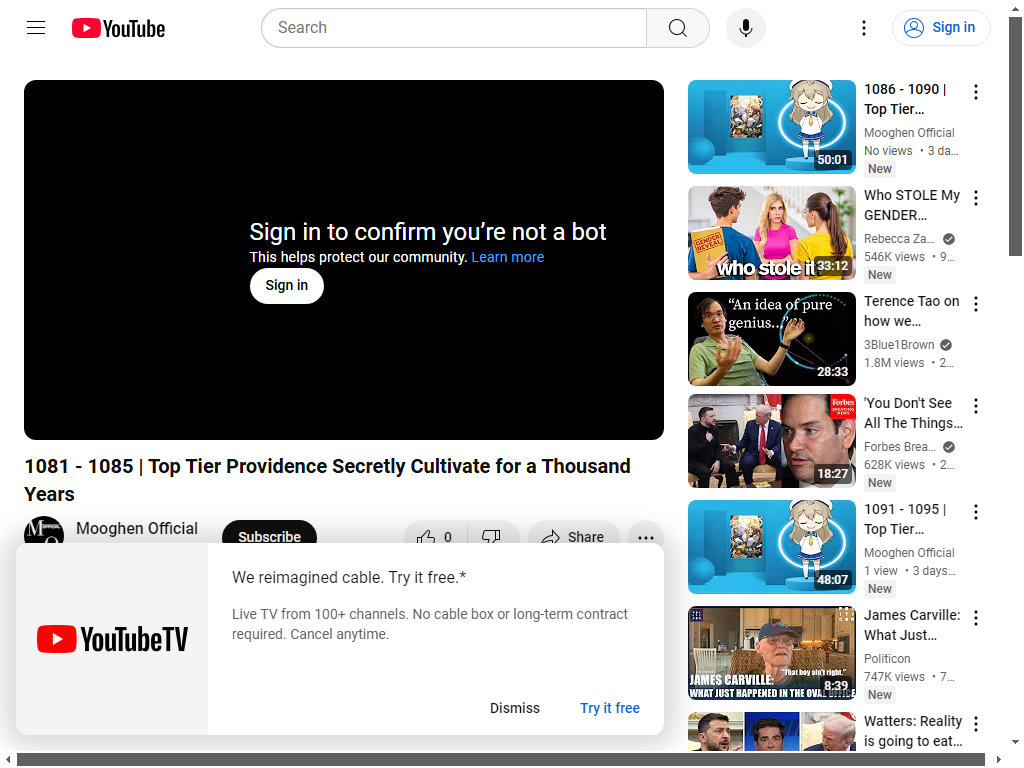 YouTube
Search
Sign in
Sign in to confirm you're not a bot
This helps protect our community. Learn more
Sign in
1081 - 1085 | Top Tier Providence Secretly Cultivate for a Thousand
Years
Mooghen Official
Subscribe
0
Share
YouTubeTV
We reimagined cable. Try it free.*
Live TV from 100+ channels. No cable box or long-term contract
required. Cancel anytime.
Dismiss
Try it free
50:01
1086 - 1090 |
Top Tier…
Mooghen Official
No views • 3 da…
New
GENDER
REVEAL
who stole it
33:12
Who STOLE My
GENDER…
Rebecca Za…
546K views • 9…
New
"An idea of pure
genius..."
28:33
Terence Tao on
how we…
3Blue1Brown
1.8M views • 2…
Forbes
BREAKING
NEWS
18:27
'You Don't See
All The Things…
Forbes Brea…
628K views • 2…
New
48:07
1091 - 1095 |
Top Tier…
Mooghen Official
1 view • 3 days…
New
"That boy ain't right."
JAMES CARVILLE:
WHAT JUST HAPPENED IN THE OVAL OFFICE
8:39
James Carville:
What Just…
Politicon
747K views • 7…
New
Watters: Reality
is going to eat…